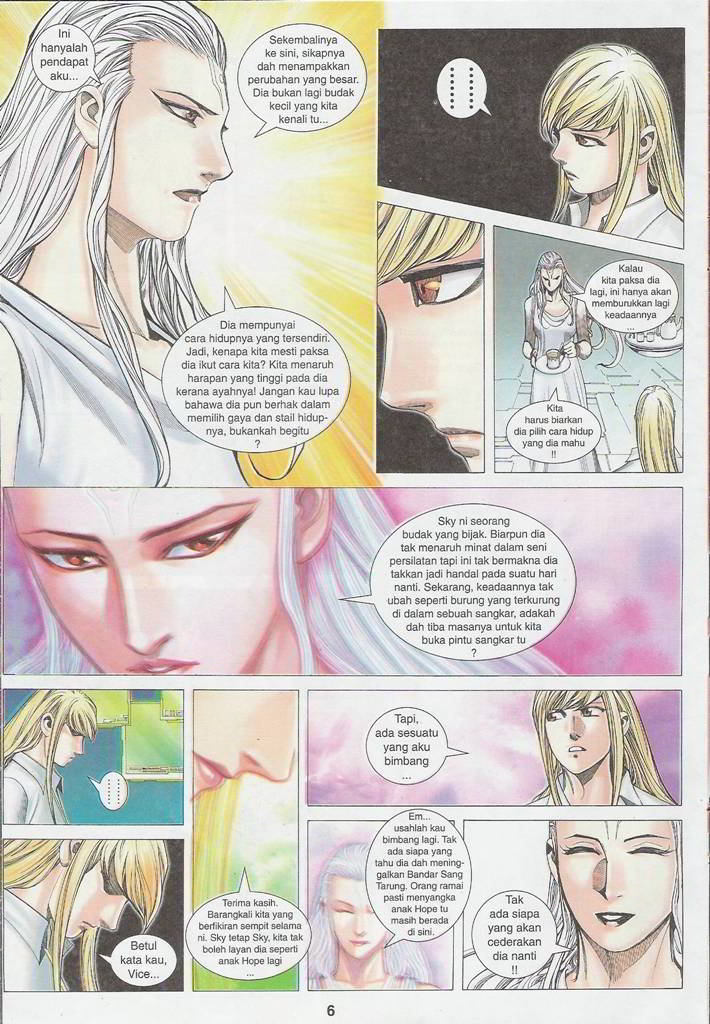 Ini
hanyalah
pendapat
aku...
Sekembalinya
ke sini, sikapnya
dah menampakkan
perubahan yang besar.
Dia bukan lagi budak
kecil yang kita
kenali tu...
Dia mempunyai
cara hidupnya yang tersendiri.
Jadi, kenapa kita mesti paksa
dia ikut cara kita? Kita menaruh
harapan yang tinggi pada dia
kerana ayahnya! Jangan kau lupa
bahawa dia pun berhak dalam
memilih gaya dan stail hidup-
nya, bukankah begitu
?
Kalau
kita paksa dia
lagi, ini hanya akan
memburukkan lagi
keadaannya
...
Kita
harus biarkan
dia pilih cara hidup
yang dia mahu
!!
Sky ni seorang
budak yang bijak. Biarpun dia
tak menaruh minat dalam seni
persilatan tapi ini tak bermakna dia
takkan jadi handal pada suatu hari
nanti. Sekarang, keadaannya tak
ubah seperti burung yang terkurung
di dalam sebuah sangkar, adakah
dah tiba masanya untuk kita
buka pintu sangkar tu
?
Tapi,
ada sesuatu
yang aku
bimbang
...
Betul
kata kau,
Vice...
Terima kasih.
Barangkali kita yang
berfikiran sempit selama
ni. Sky tetap Sky, kita tak
boleh layan dia seperti
anak Hope lagi
...
Em...
usahlah kau
bimbang lagi. Tak
ada siapa yang
tahu dia dah mening-
galkan Bandar Sang
Tarung. Orang ramai
pasti menyangka
anak Hope tu
masih berada
di sini.
Tak
ada siapa
yang akan
cederakan
dia nanti
!!
6